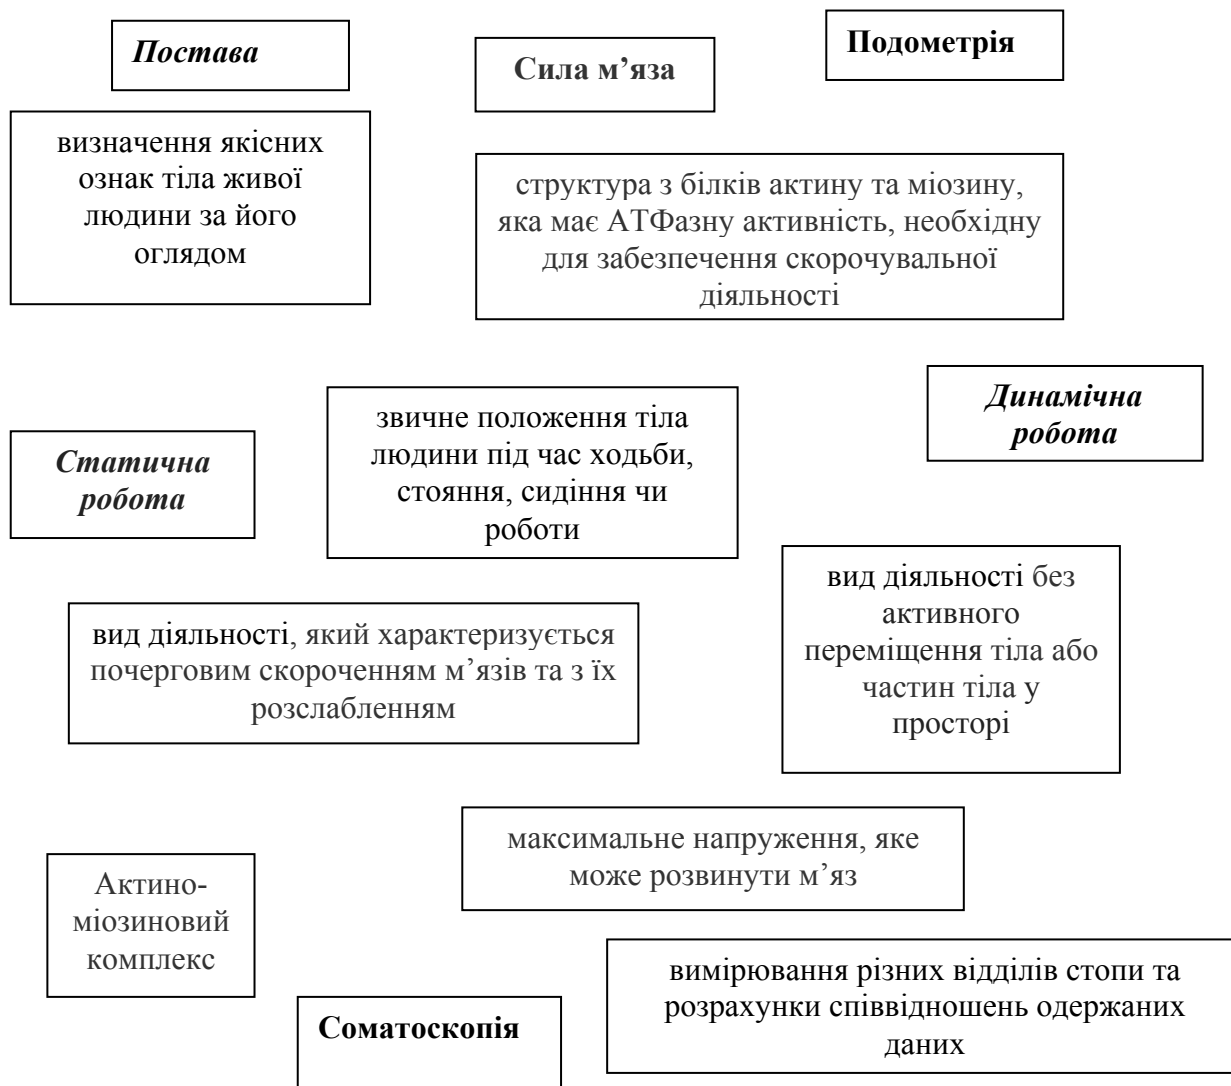 Постава
Сила м’яза
Подометрія
визначення якісних
ознак тіла живої
людини за його
оглядом
структура з білків актину та міозину,
яка має АТФазну активність, необхідну
для забезпечення скорочувальної
діяльності
Динамічна
робота
звичне положення тіла
людини під час ходьби,
стояння, сидіння чи
роботи
Статична
робота
вид діяльності без
активного
переміщення тіла або
частин тіла у
просторі
вид діяльності, який характеризується
почерговим скороченням м’язів та з їх
розслабленням
максимальне напруження, яке
може розвинути м’яз
Актино-
міозиновий
комплекс
вимірювання різних відділів стопи та
розрахунки співвідношень одержаних
даних
Соматоскопія